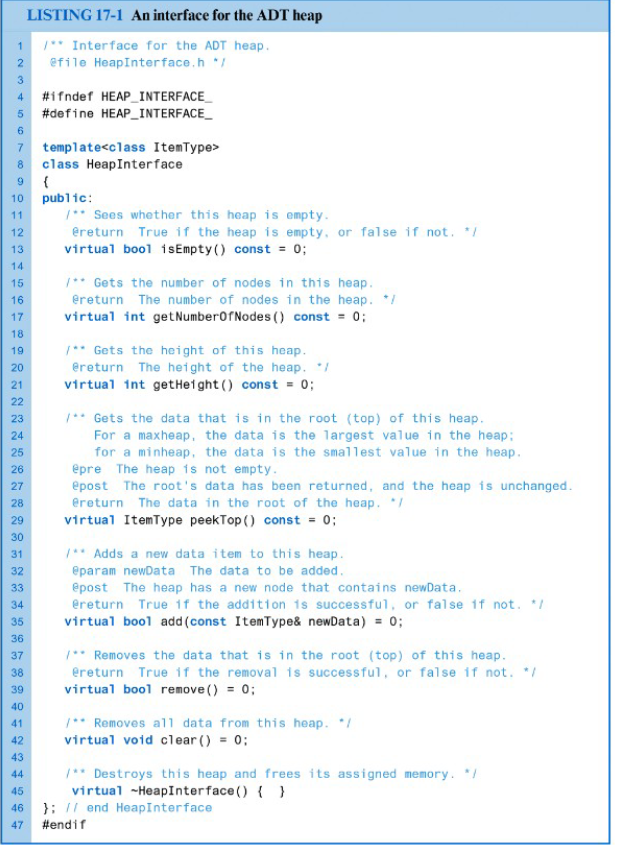 LISTING 17-1 An interface for the ADT heap
1 /** Interface for the ADT heap.
2 @file HeapInterface.h */
3
4 #ifndef HEAP_INTERFACE_
5 #define HEAP_INTERFACE_
6
7 template<class ItemType>
8 class HeapInterface
9 {
10 public:
11 /** Sees whether this heap is empty.
12 @return True if the heap is empty, or false if not. */
13 virtual bool isEmpty() const = 0;
14
15 /** Gets the number of nodes in this heap.
16 @return The number of nodes in the heap. */
17 virtual int getNumberOfNodes() const = 0;
18
19 /** Gets the height of this heap.
20 @return The height of the heap. */
21 virtual int getHeight() const = 0;
22
23 /** Gets the data that is in the root (top) of this heap.
24 For a maxheap, the data is the largest value in the heap;
25 for a minheap, the data is the smallest value in the heap.
26 @pre The heap is not empty.
27 @post The root's data has been returned, and the heap is unchanged.
28 @return The data in the root of the heap. */
29 virtual ItemType peekTop() const = 0;
30
31 /** Adds a new data item to this heap.
32 @param newData The data to be added.
33 @post The heap has a new node that contains newData.
34 @return True if the addition is successful, or false if not. */
35 virtual bool add(const ItemType& newData) = 0;
36
37 /** Removes the data that is in the root (top) of this heap.
38 @return True if the removal is successful, or false if not. */
39 virtual bool remove() = 0;
40
41 /** Removes all data from this heap. */
42 virtual void clear() = 0;
43
44 /** Destroys this heap and frees its assigned memory. */
45 virtual ~HeapInterface() { }
46 }; // end HeapInterface
47 #endif